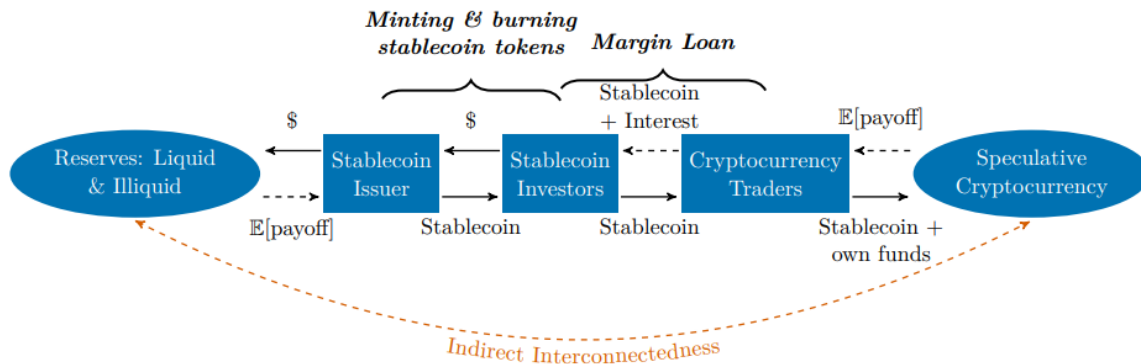 Minting & burning
stablecoin tokens
Margin Loan
Stablecoin
+ Interest
$
$
𝔼[payoff]
Reserves: Liquid
& Illiquid
Stablecoin
Issuer
Stablecoin
Investors
Cryptocurrency
Traders
Speculative
Cryptocurrency
𝔼[payoff]
Stablecoin
Stablecoin
Stablecoin +
own funds
Indirect Interconnectedness